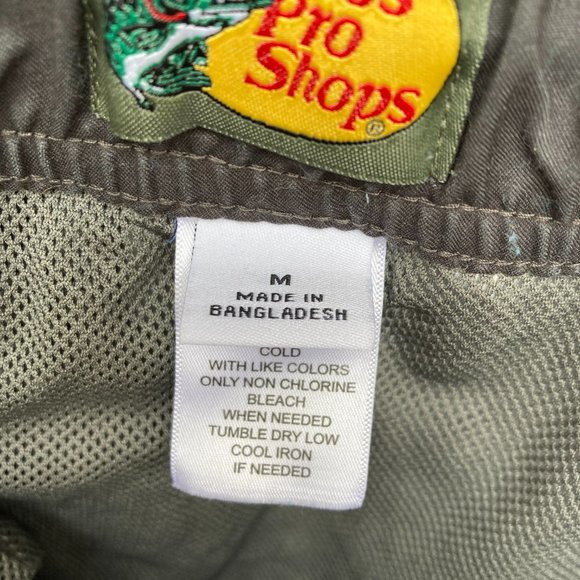 Pro
Shops®
M
MADE IN
BANGLADESH
COLD
WITH LIKE COLORS
ONLY NON CHLORINE
BLEACH
WHEN NEEDED
TUMBLE DRY LOW
COOL IRON
IF NEEDED